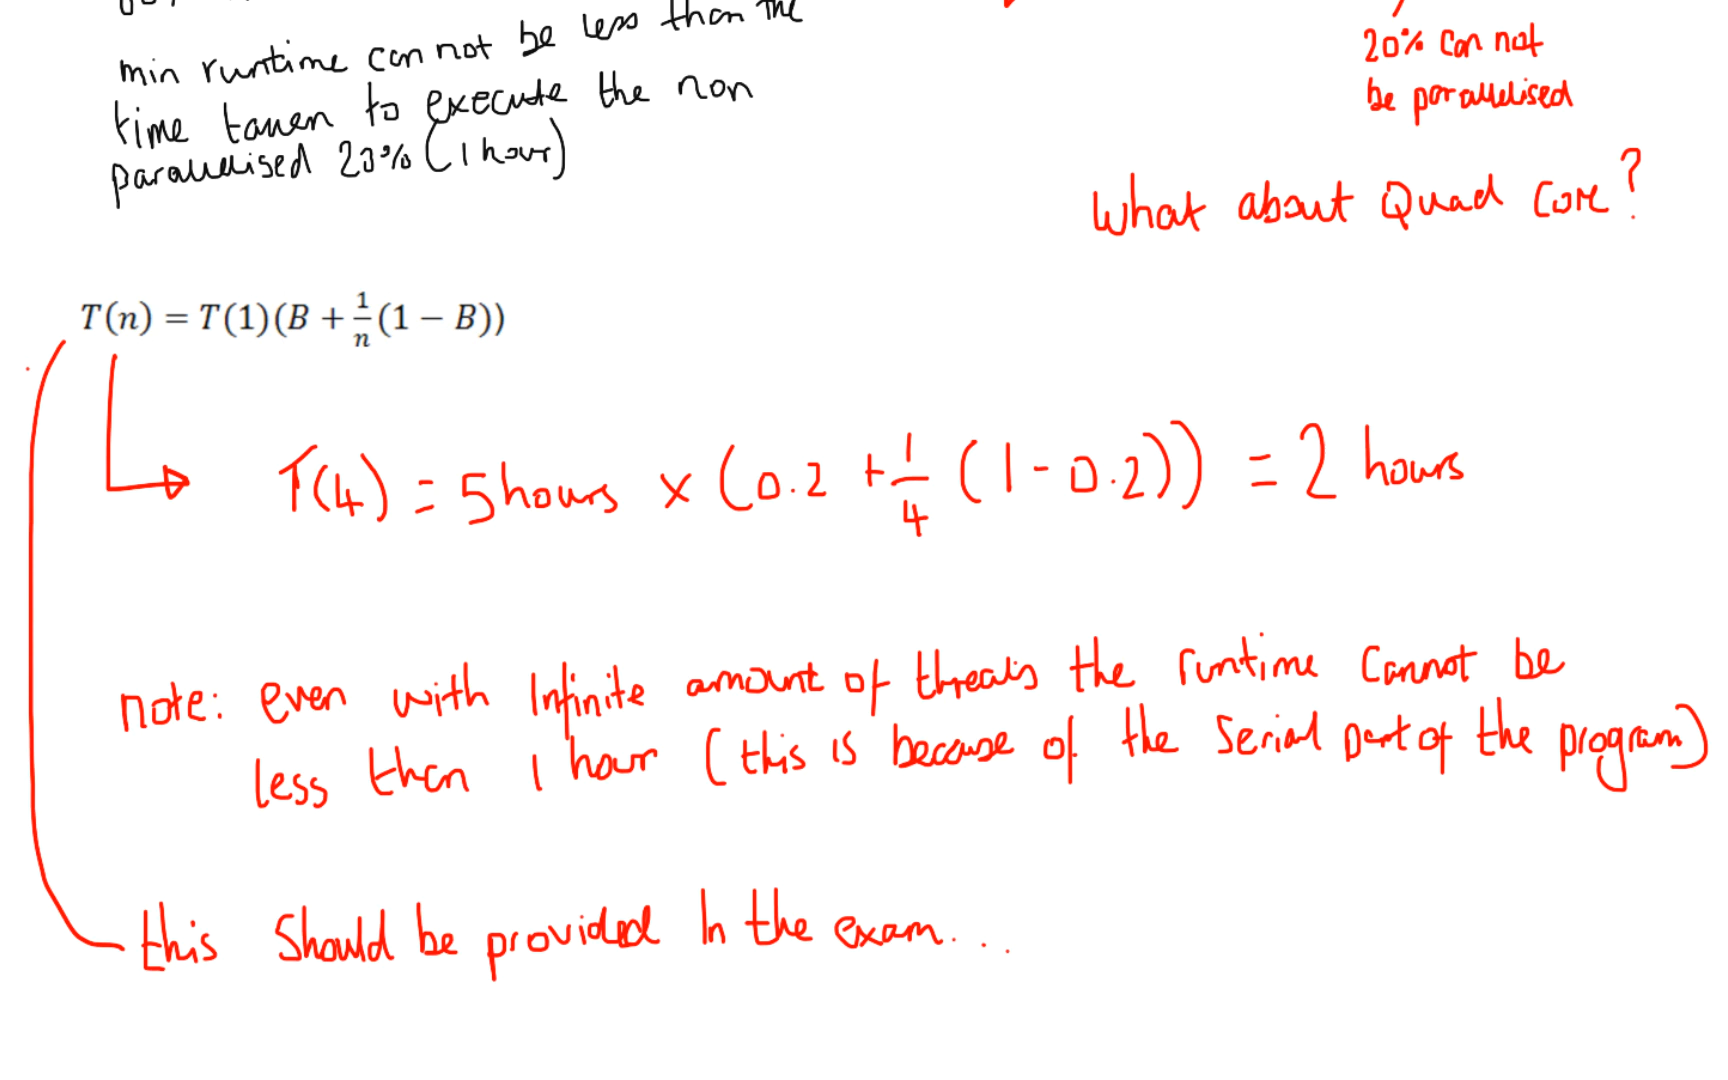 min runtime can not be less than the
time taken to execute the non
parallelised 20% (1 hour)
20% can not
be parallelised
What about Quad Core?
T(n) = T(1)(B + 1/n (1 − B))
T(4) = 5 hours × (0.2 + 1/4 (1 - 0.2)) = 2 hours
note: even with Infinite amount of threads the runtime cannot be
less than 1 hour (this is because of the serial part of the program)
this should be provided in the exam...